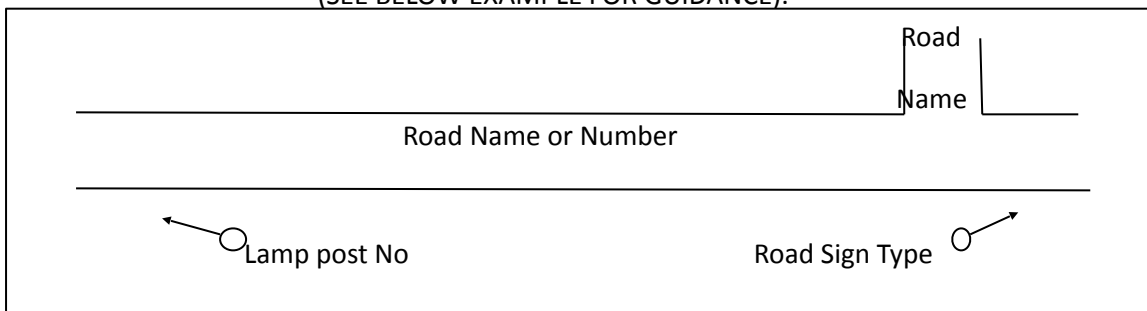 (SEE BELOW EXAMPLE FOR GUIDANCE).
Road
Name
Road Name or Number
Lamp post No
Road Sign Type